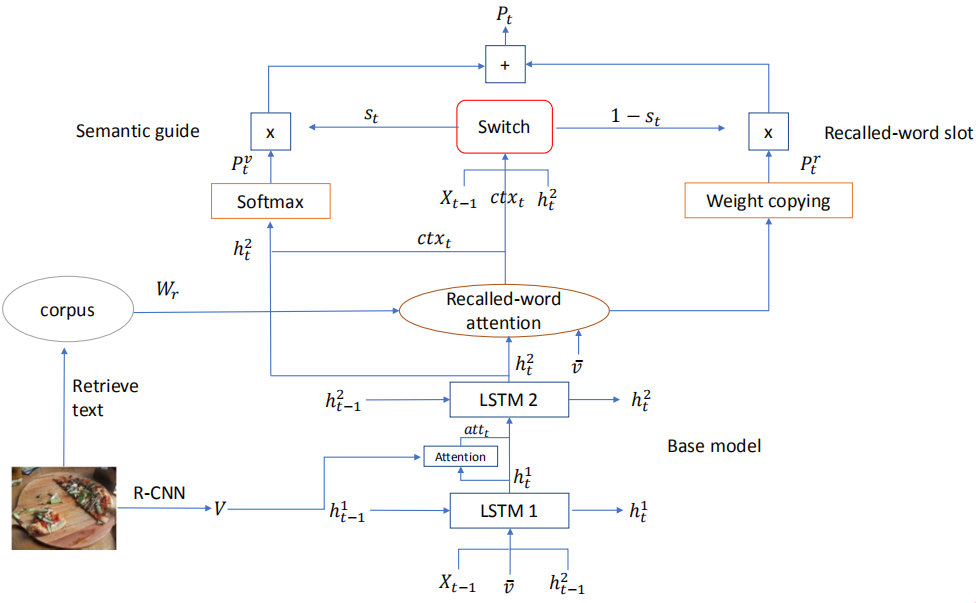 P_t
+
Semantic guide
x
s_t
Switch
1 − s_t
x
Recalled-word slot
P_t^v
P_t^r
Softmax
X_{t−1} ctx_t h_t^2
Weight copying
h_t^2
ctx_t
corpus
W_r
Recalled-word
attention
h_t^2
v̄
Retrieve
text
h_{t−1}^2
LSTM 2
h_t^2
att_t
Attention
Base model
h_t^1
R-CNN
V
h_{t−1}^1
LSTM 1
h_t^1
X_{t−1} v̄ h_{t−1}^2